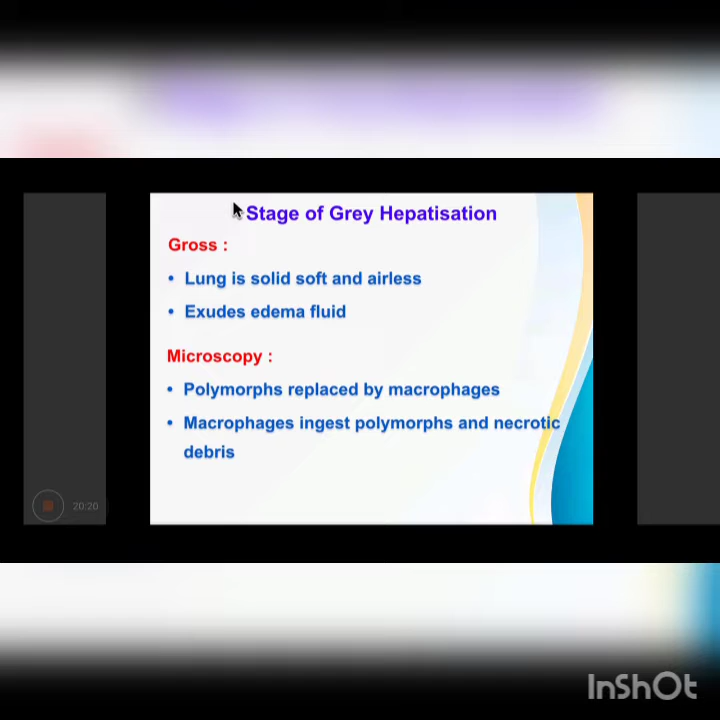 Stage of Grey Hepatisation
Gross :
• Lung is solid soft and airless
• Exudes edema fluid
Microscopy :
• Polymorphs replaced by macrophages
• Macrophages ingest polymorphs and necrotic
debris
20:20
InShOt